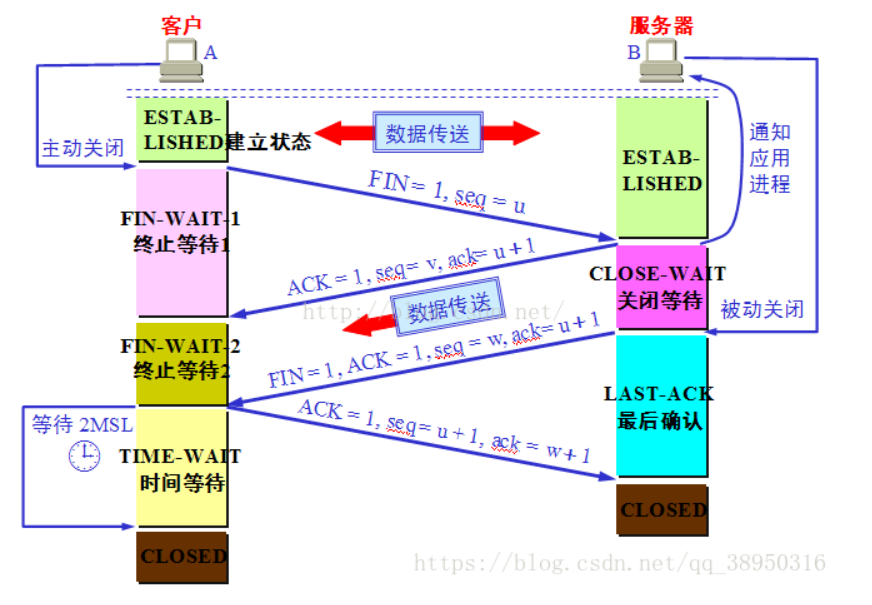 客户
服务器
A
B
ESTAB-
LISHED建立状态
数据传送
主动关闭
ESTAB-
LISHED
通知
应用
进程
FIN = 1, seq = u
FIN-WAIT-1
终止等待1
ACK = 1, seq= v, ack= u+1
CLOSE-WAIT
关闭等待
数据传送
被动关闭
FIN-WAIT-2
终止等待2
FIN=1, ACK = 1, seq = w, ack= u+1
LAST-ACK
最后确认
等待 2MSL
ACK = 1, seq= u+1, ack = w+1
TIME-WAIT
时间等待
CLOSED
CLOSED
https://blog.csdn.net/qq_38950316